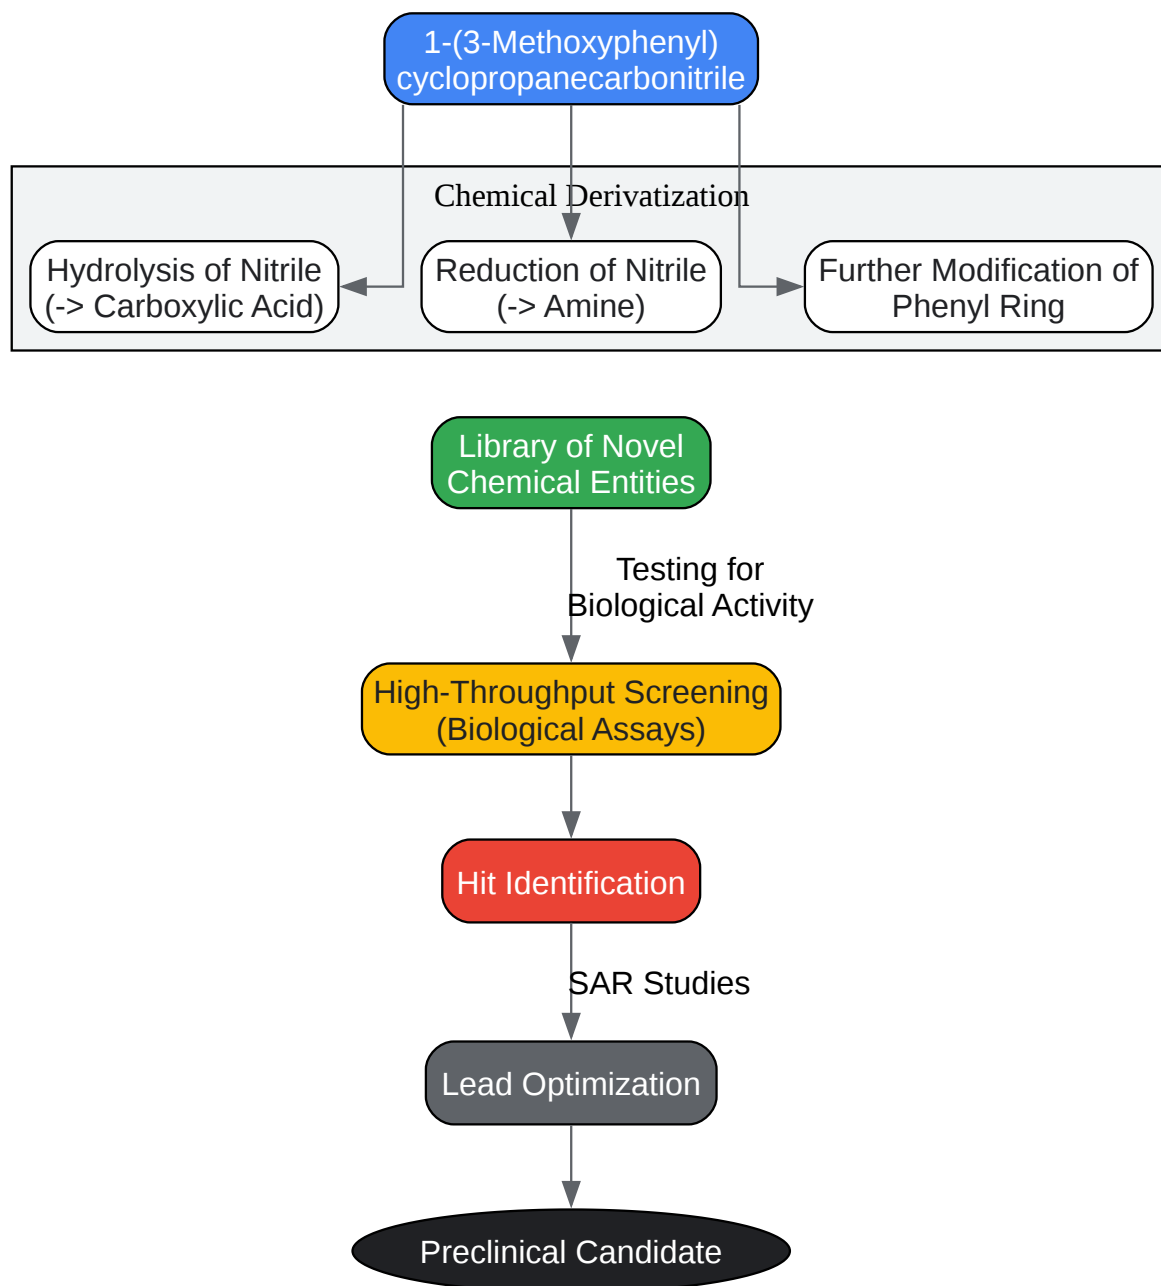 1-(3-Methoxyphenyl)
cyclopropanecarbonitrile
Chemical Derivatization
Hydrolysis of Nitrile
(-> Carboxylic Acid)
Reduction of Nitrile
(-> Amine)
Further Modification of
Phenyl Ring
Library of Novel
Chemical Entities
Testing for
Biological Activity
High-Throughput Screening
(Biological Assays)
Hit Identification
SAR Studies
Lead Optimization
Preclinical Candidate